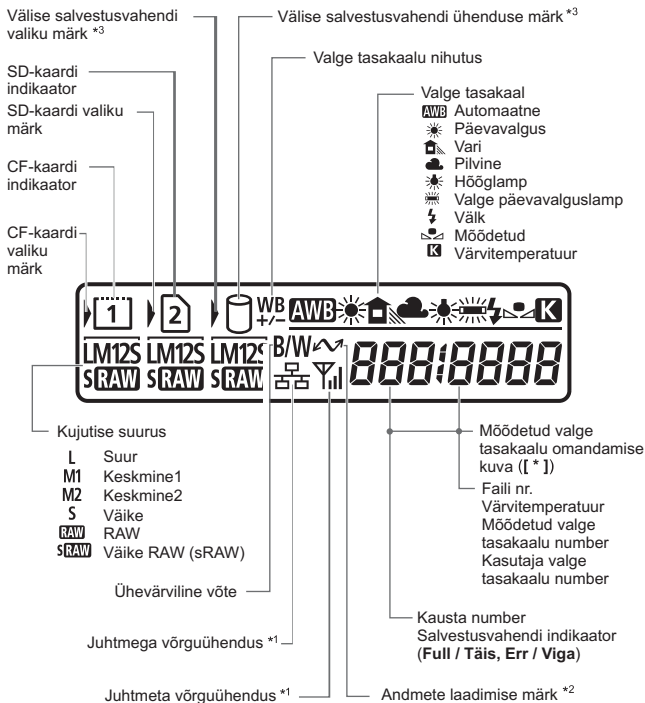 Välise salvestusvahendi
valiku märk *3
Välise salvestusvahendi ühenduse märk*3
Valge tasakaalu nihutus
SD-kaardi
indikaator
SD-kaardi valiku
märk
CF-kaardi
indikaator
CF-kaardi
valiku
märk
Valge tasakaal
AWB Automaatne
Päevavalgus
Vari
Pilvine
Hõõglamp
Valge päevavalguslamp
Välk
Mõõdetud
K Värvitemperatuur
1 2 WB +/- AWB K
LM12S LM12S LM12S B/W
S RAW S RAW S RAW 888:8888
Kujutise suurus
L Suur
M1 Keskmine1
M2 Keskmine2
S Väike
RAW RAW
S RAW Väike RAW (sRAW)
Mõõdetud valge
tasakaalu omandamise
kuva ([ * ])
Faili nr.
Värvitemperatuur
Mõõdetud valge
tasakaalu number
Kasutaja valge
tasakaalu number
Ühevärviline võte
Kausta number
Salvestusvahendi indikaator
(Full / Täis, Err / Viga)
Juhtmega võrguühendus *1
Juhtmeta võrguühendus *1
Andmete laadimise märk *2